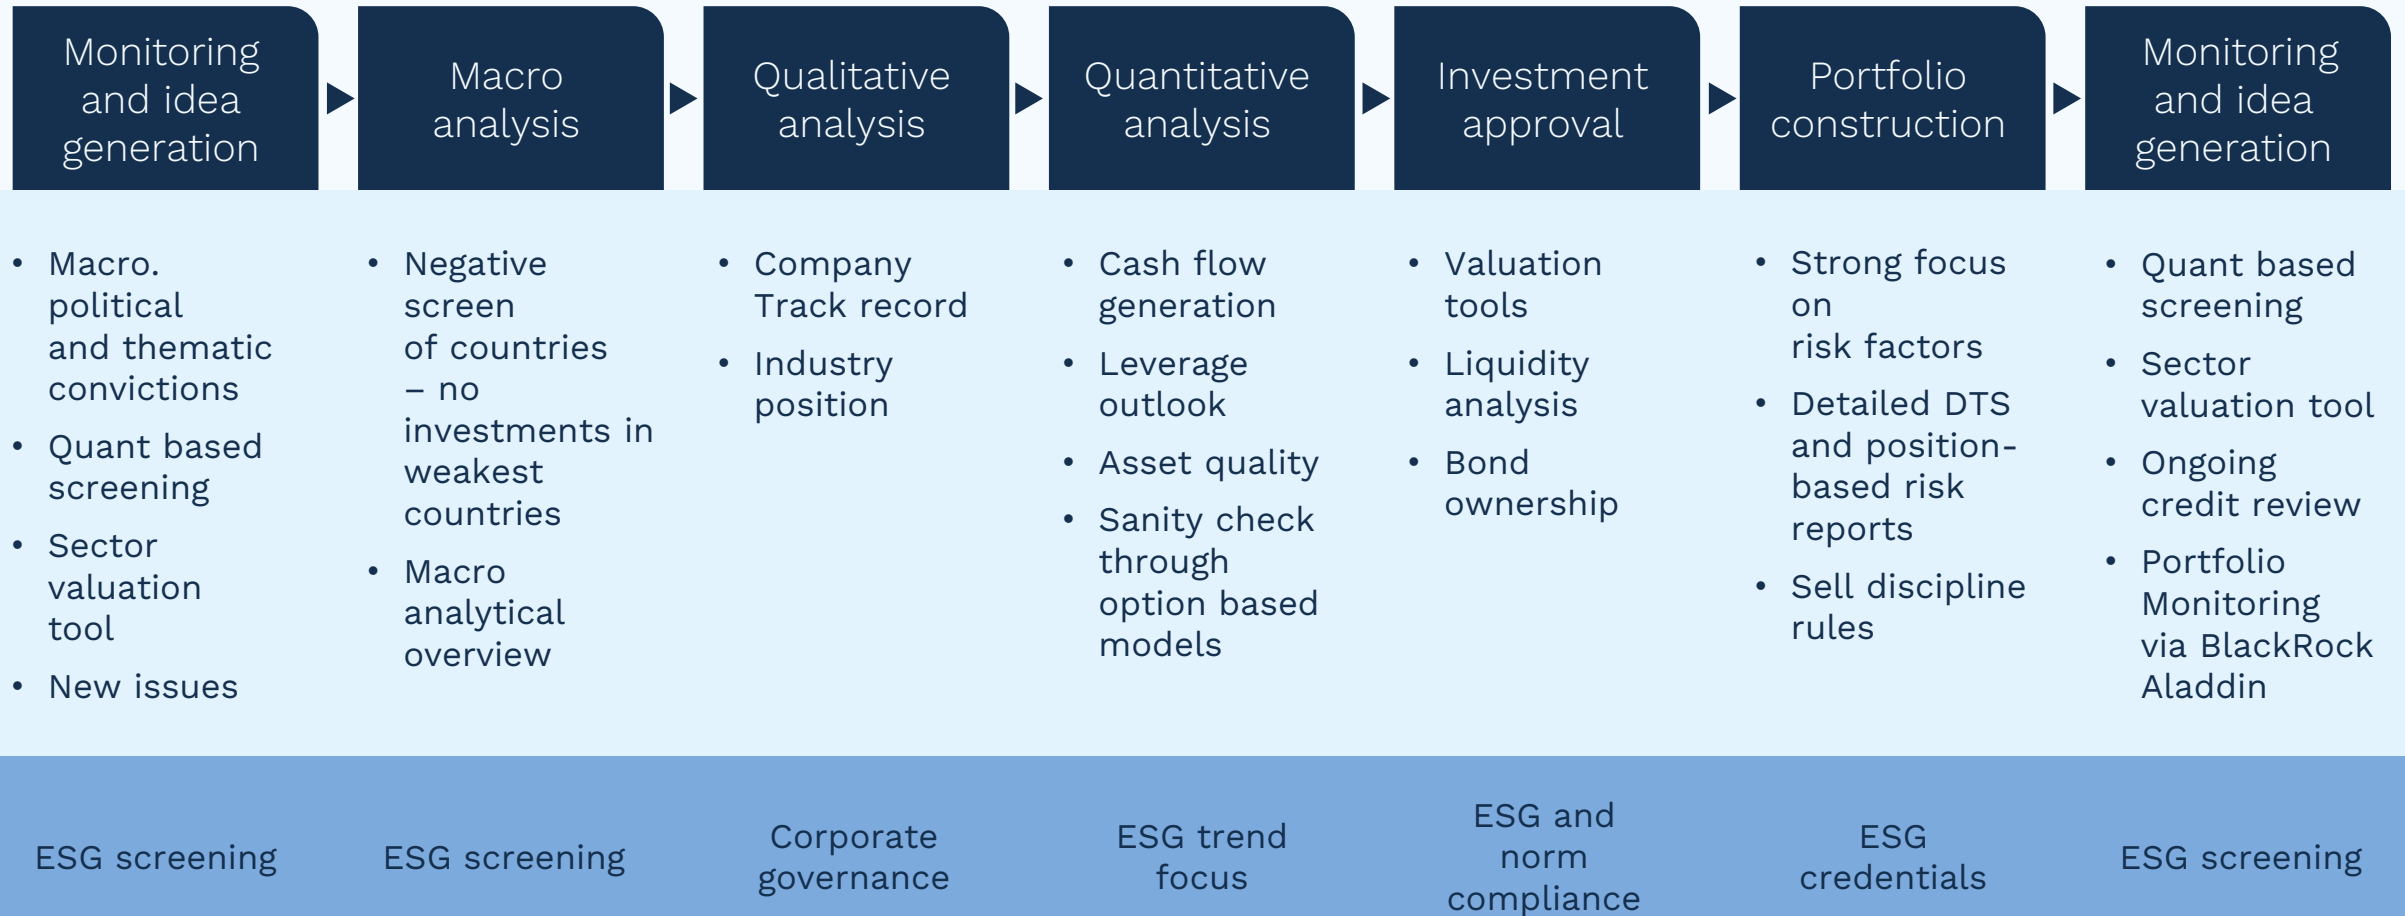 Monitoring
and idea
generation
Macro
analysis
Qualitative
analysis
Quantitative
analysis
Investment
approval
Portfolio
construction
Monitoring
and idea
generation
• Macro.
political
and thematic
convictions
• Quant based
screening
• Sector
valuation
tool
• New issues
• Negative
screen
of countries
– no
investments in
weakest
countries
• Macro
analytical
overview
• Company
Track record
• Industry
position
• Cash flow
generation
• Leverage
outlook
• Asset quality
• Sanity check
through
option based
models
• Valuation
tools
• Liquidity
analysis
• Bond
ownership
• Strong focus
on
risk factors
• Detailed DTS
and position-
based risk
reports
• Sell discipline
rules
• Quant based
screening
• Sector
valuation tool
• Ongoing
credit review
• Portfolio
Monitoring
via BlackRock
Aladdin
ESG screening
ESG screening
Corporate
governance
ESG trend
focus
ESG and
norm
compliance
ESG
credentials
ESG screening